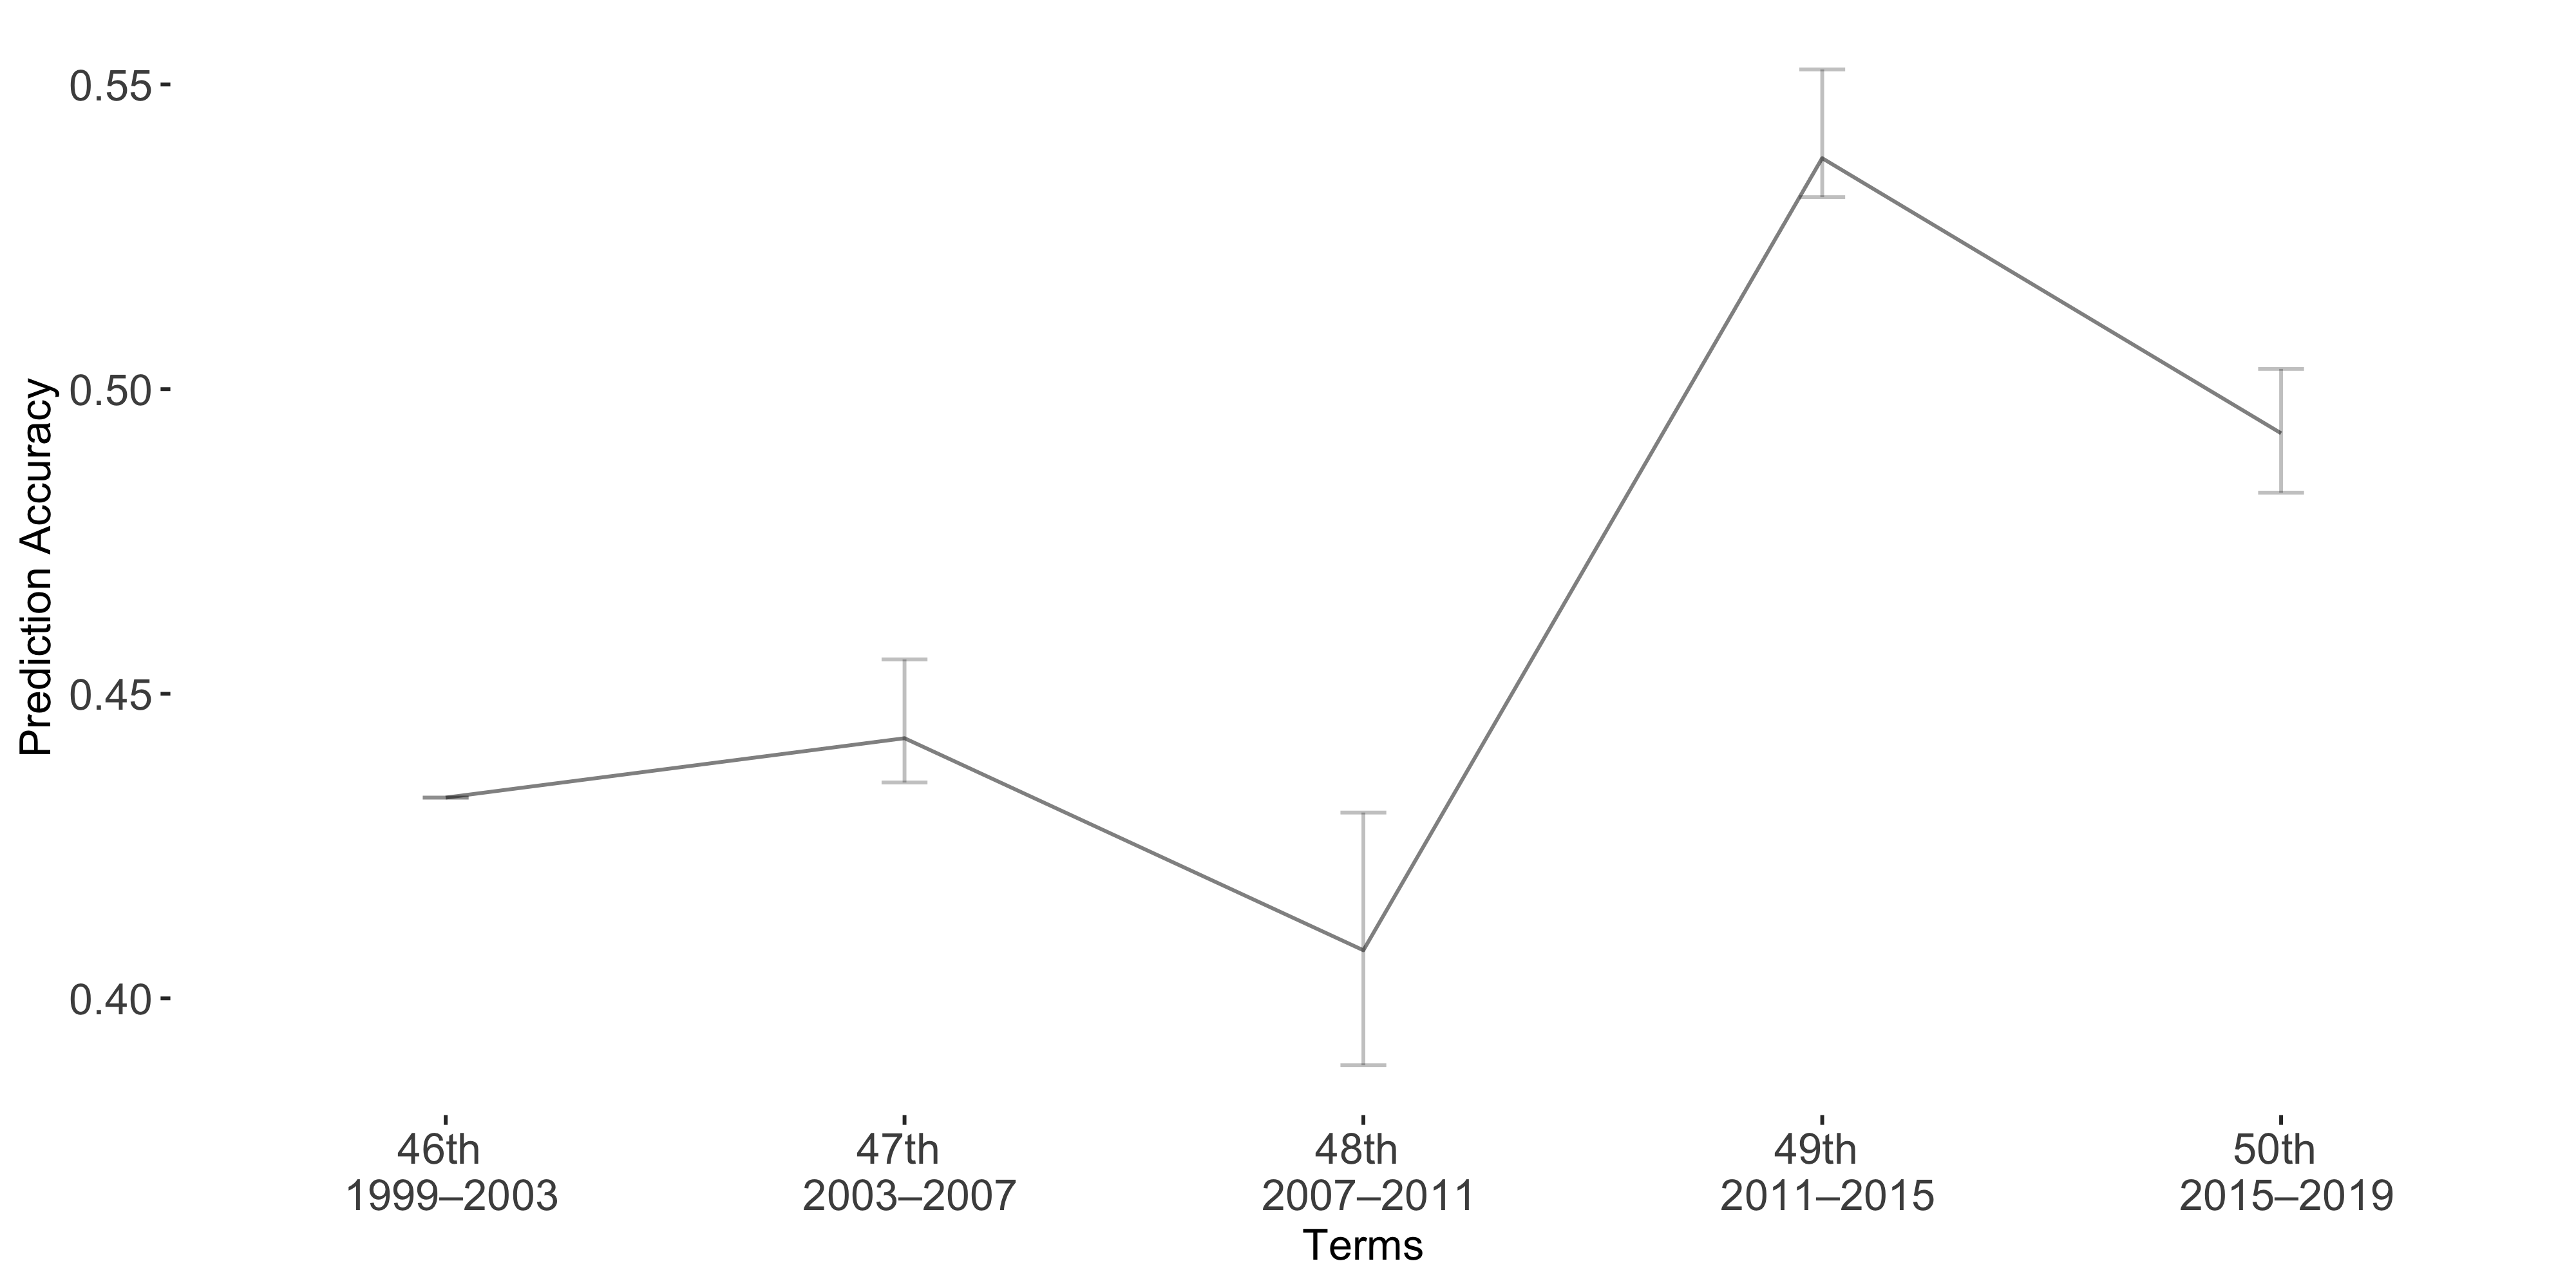 0.55
0.50
0.45
0.40
Prediction Accuracy
46th
1999–2003
47th
2003–2007
48th
2007–2011
49th
2011–2015
50th
2015–2019
Terms